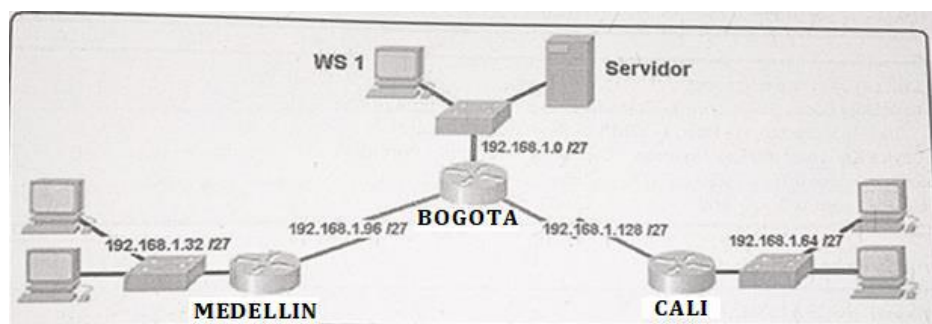 WS 1
Servidor
192.168.1.0 /27
BOGOTA
192.168.1.96 /27
192.168.1.128 /27
192.168.1.32 /27
192.168.1.64 /27
MEDELLIN
CALI